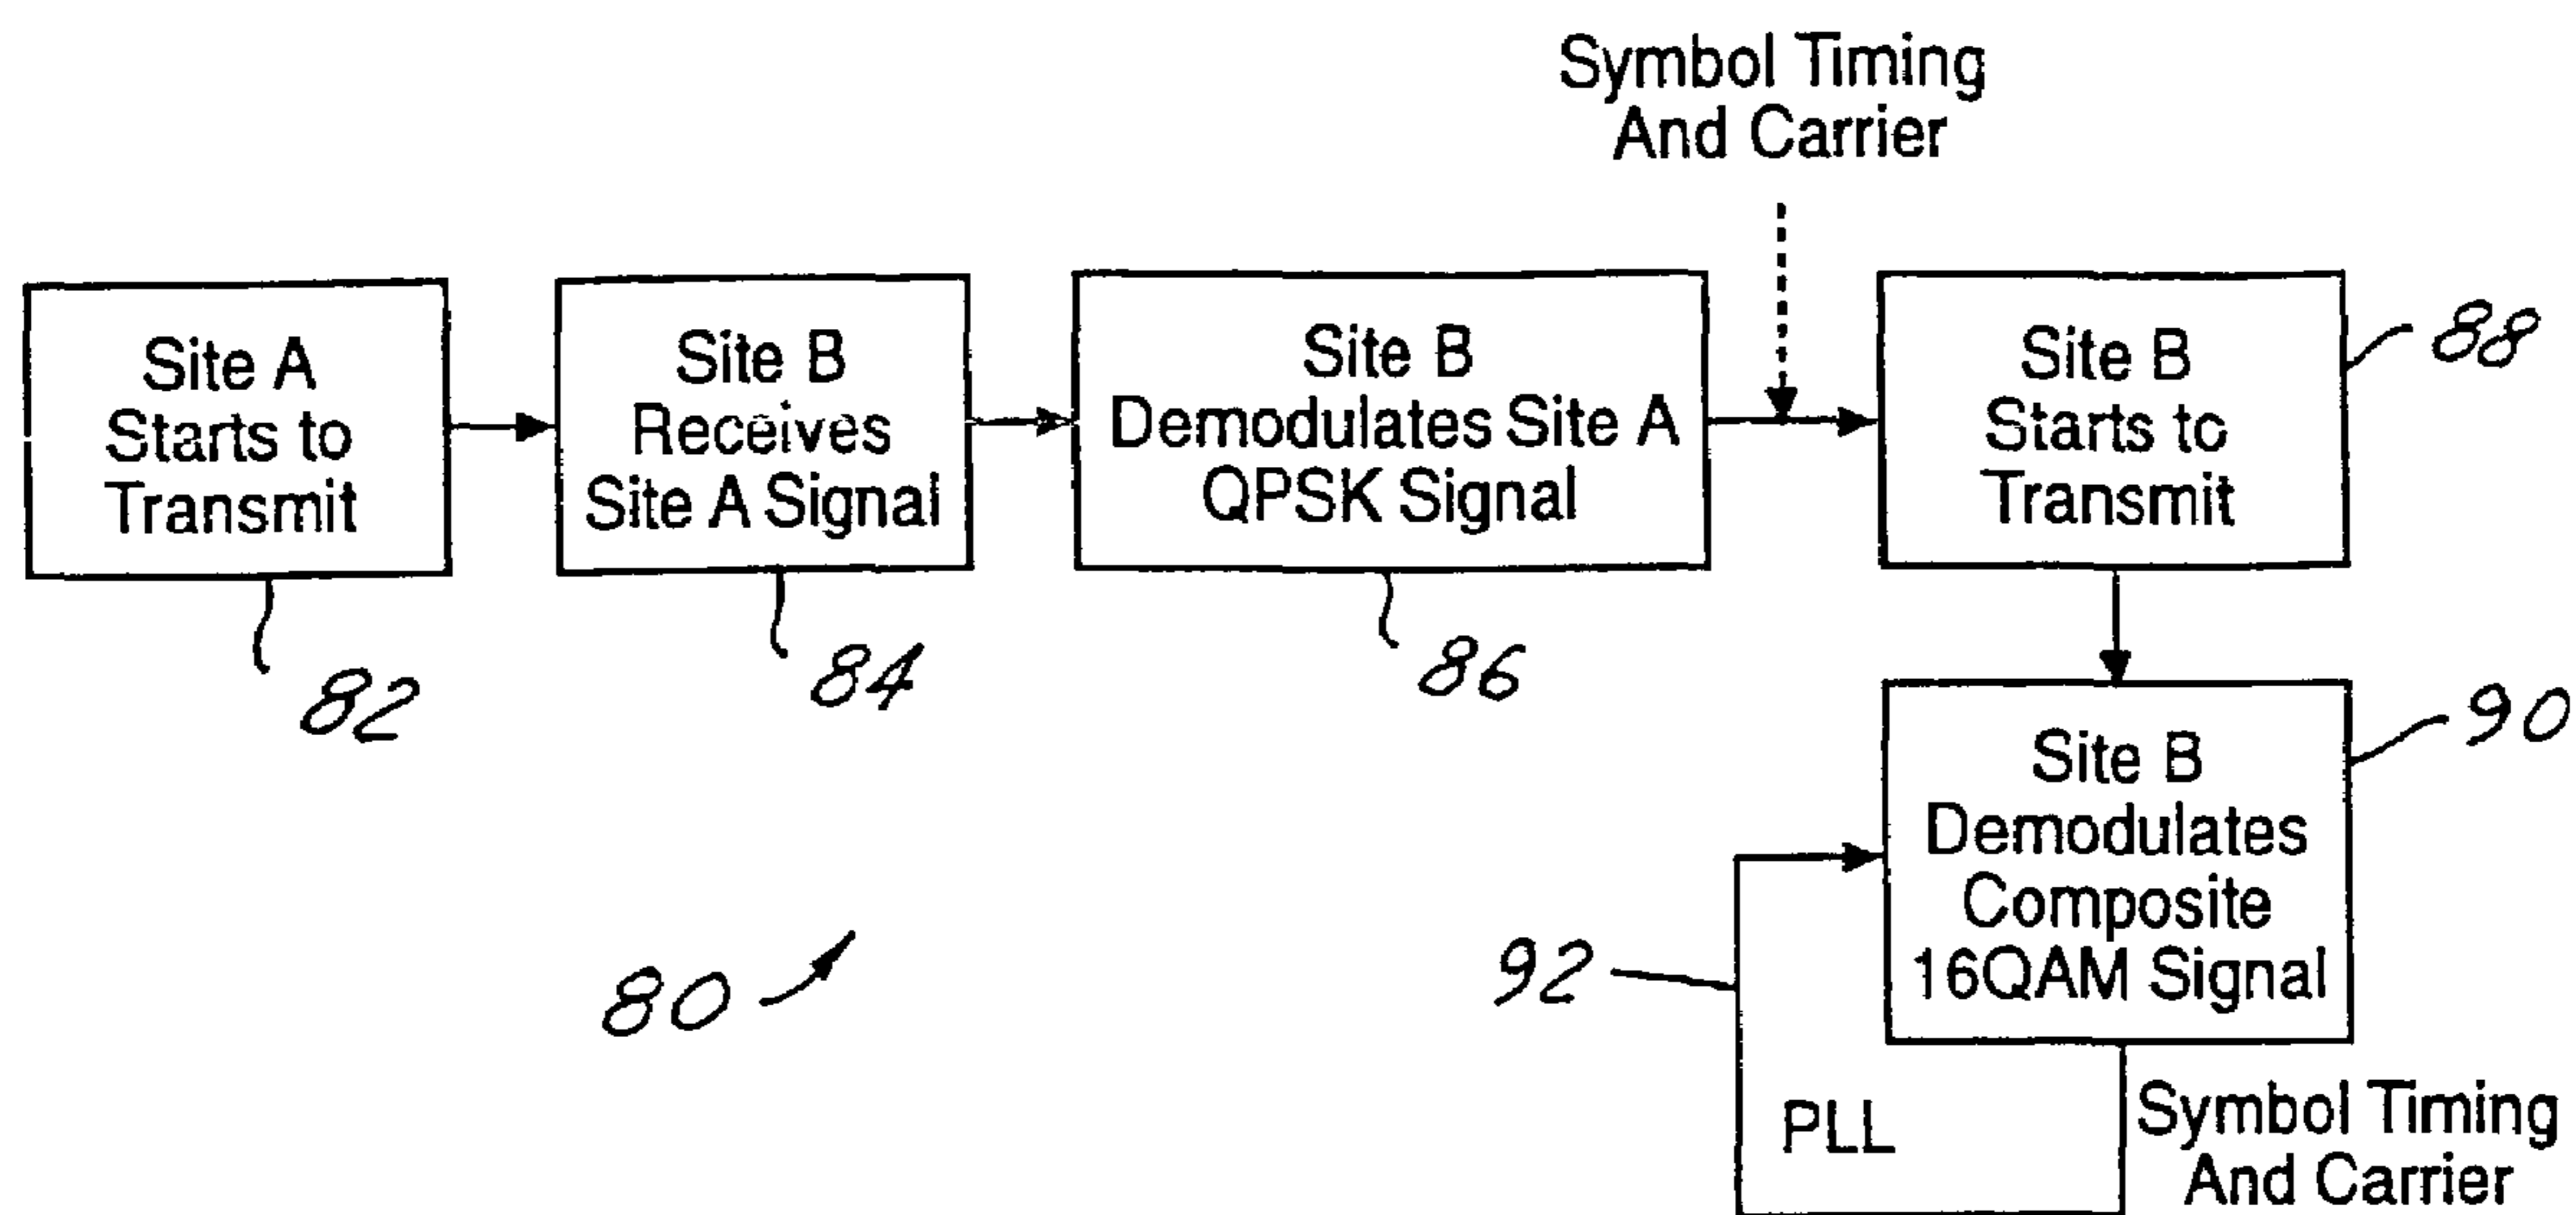 Symbol Timing
And Carrier
Site A
Starts to
Transmit
Site B
Receives
Site A Signal
Site B
Demodulates Site A
QPSK Signal
Site B
Starts to
Transmit
88
82
84
86
Site B
Demodulates
Composite
16QAM Signal
90
92
80
PLL
Symbol Timing
And Carrier